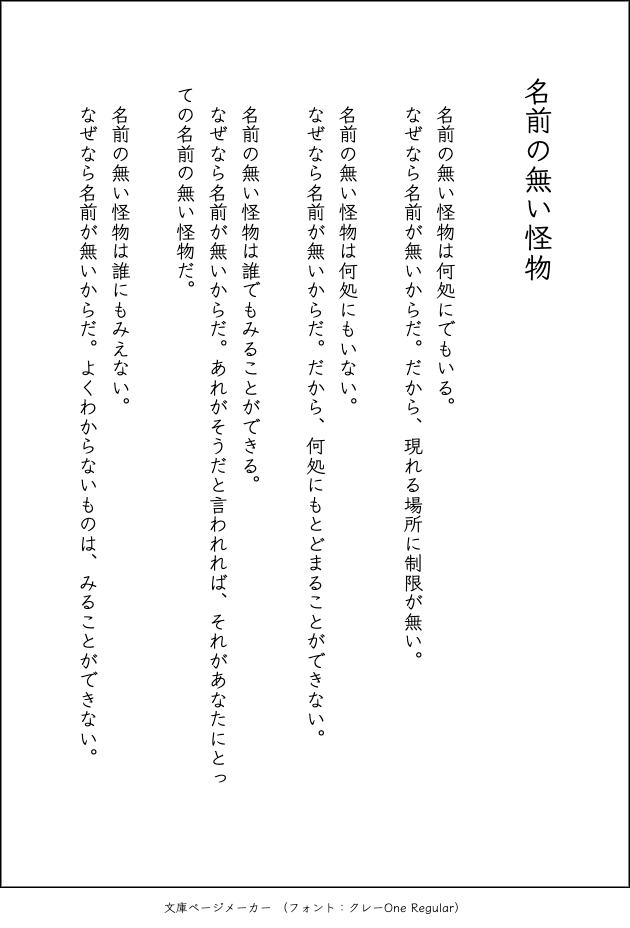 名前の無い怪物
名前の無い怪物は何処にでもいる。
なぜなら名前が無いからだ。だから、現れる場所に制限が無い。
名前の無い怪物は何処にもいない。
なぜなら名前が無いからだ。だから、何処にもとどまることができない。
名前の無い怪物は誰でもみることができる。
なぜなら名前が無いからだ。あれがそうだと言われれば、それがあなたにとっ
ての名前の無い怪物だ。
名前の無い怪物は誰にもみえない。
なぜなら名前が無いからだ。よくわからないものは、みることができない。
文庫ページメーカー （フォント：クレーOne Regular）